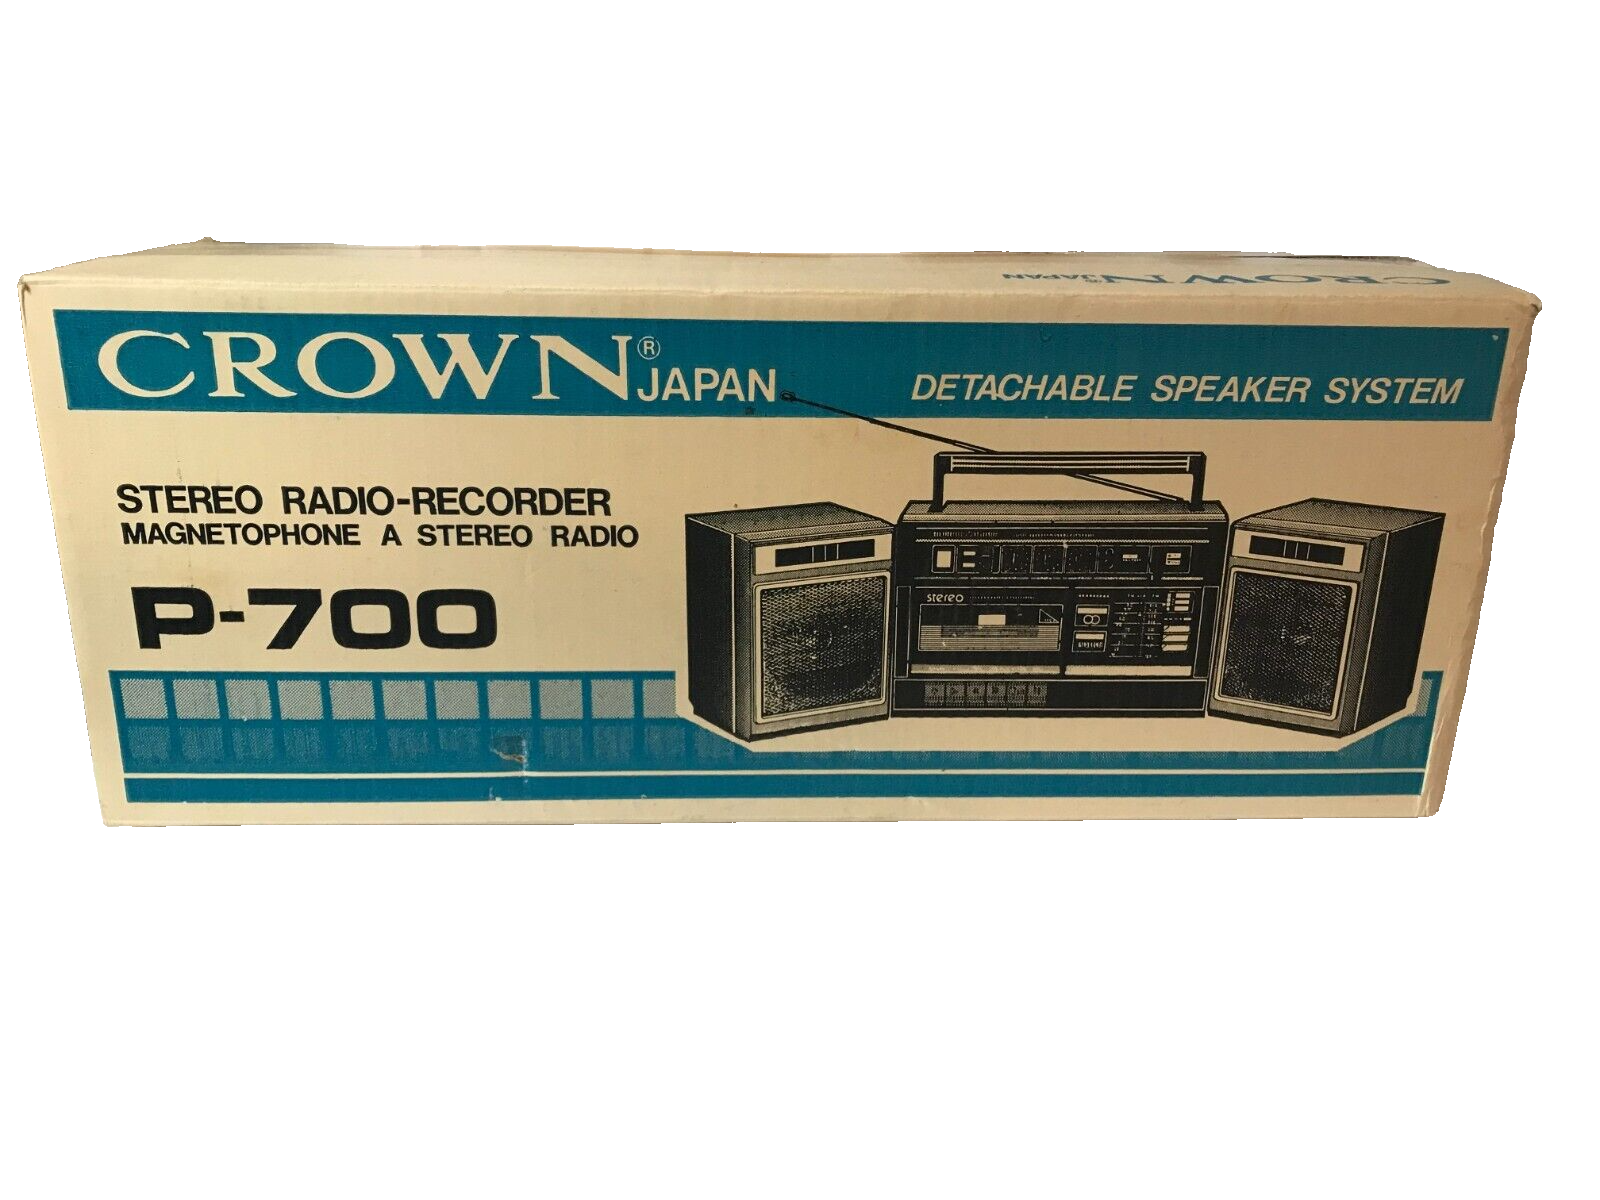 CROWN
JAPAN
CROWN® JAPAN
DETACHABLE SPEAKER SYSTEM
STEREO RADIO-RECORDER
MAGNETOPHONE A STEREO RADIO
P-700
stereo